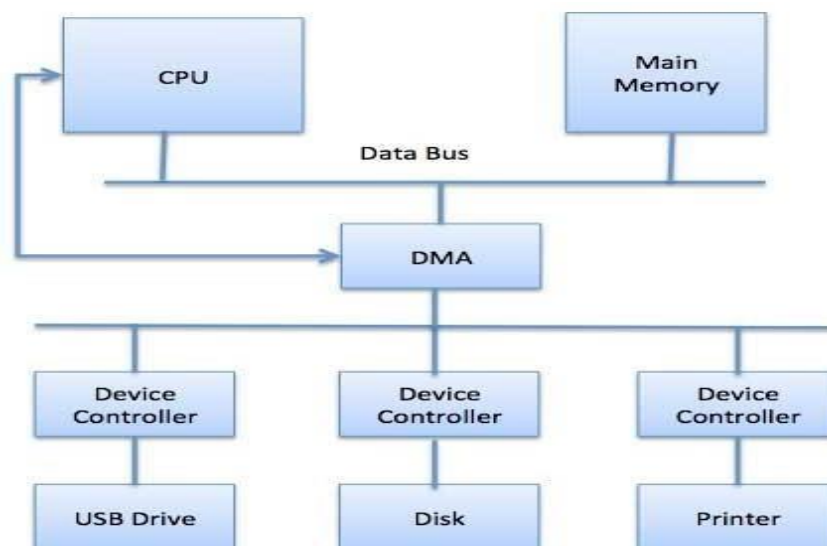 CPU
Main
Memory
Data Bus
DMA
Device
Controller
Device
Controller
Device
Controller
USB Drive
Disk
Printer